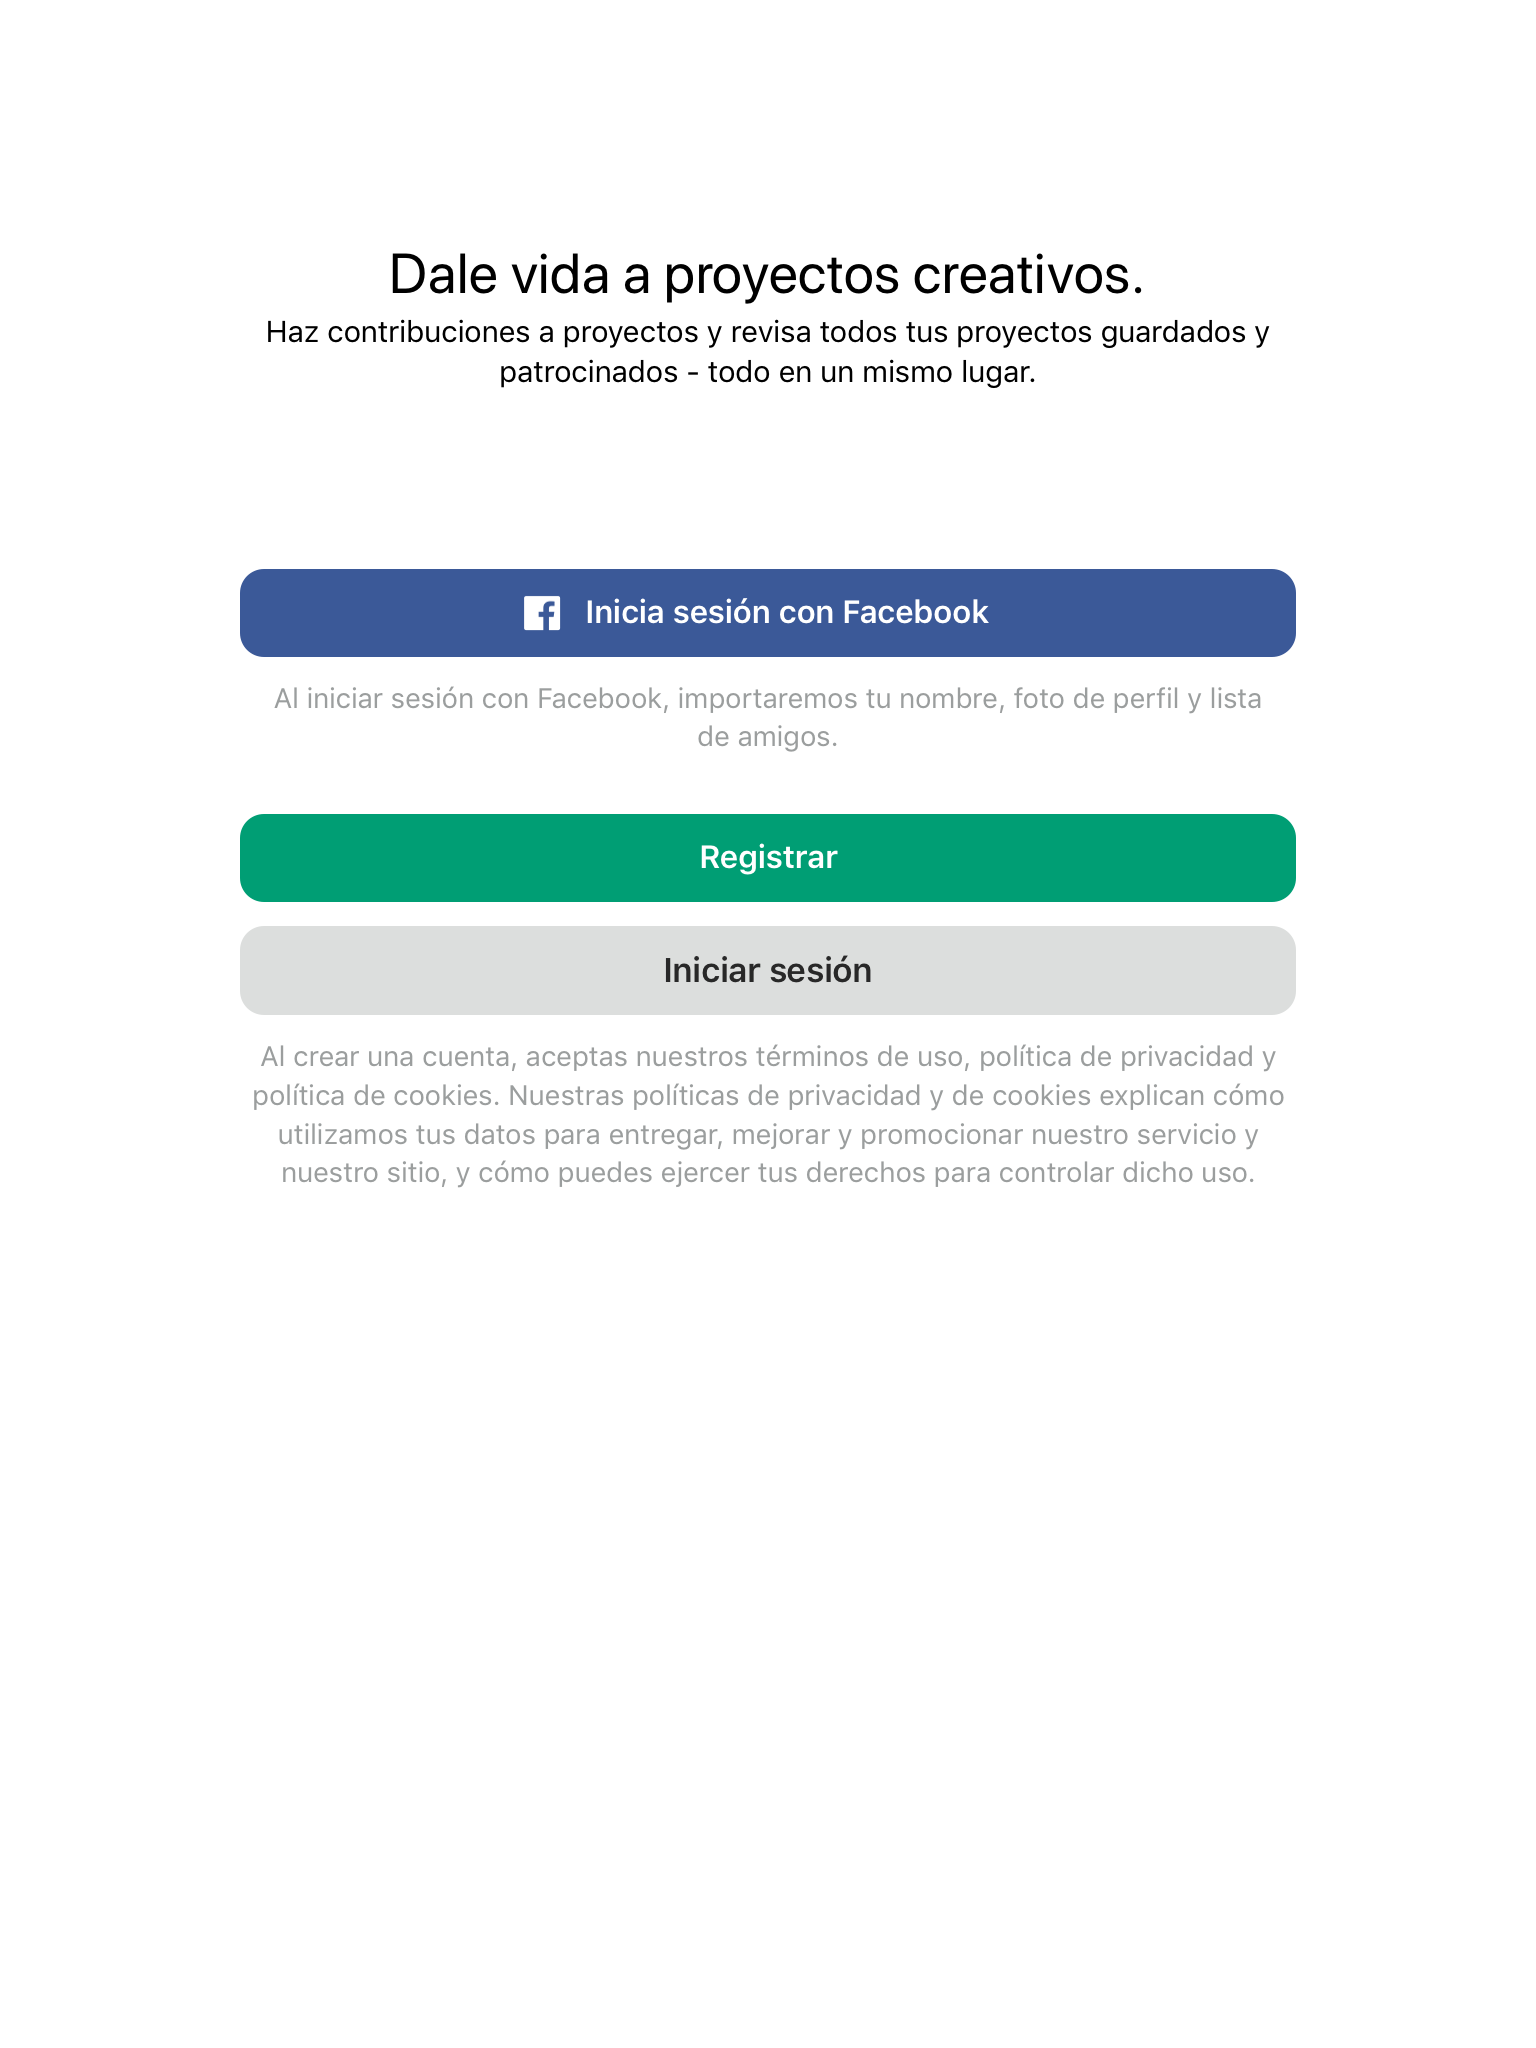 Dale vida a proyectos creativos.
Haz contribuciones a proyectos y revisa todos tus proyectos guardados y
patrocinados - todo en un mismo lugar.
Inicia sesión con Facebook
Al iniciar sesión con Facebook, importaremos tu nombre, foto de perfil y lista
de amigos.
Registrar
Iniciar sesión
Al crear una cuenta, aceptas nuestros términos de uso, política de privacidad y
política de cookies. Nuestras políticas de privacidad y de cookies explican cómo
utilizamos tus datos para entregar, mejorar y promocionar nuestro servicio y
nuestro sitio, y cómo puedes ejercer tus derechos para controlar dicho uso.